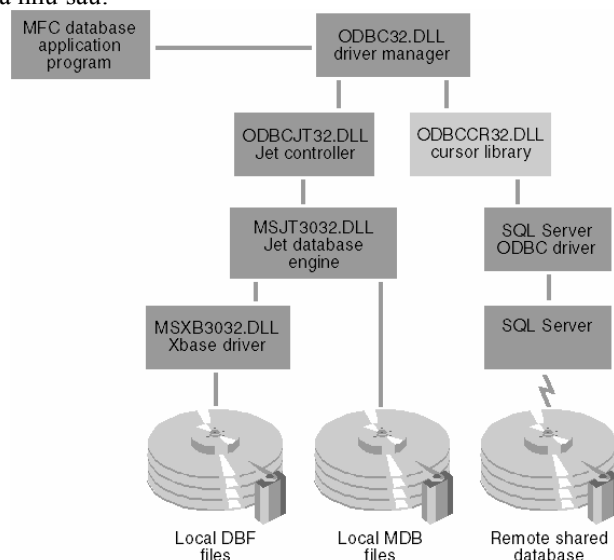 như sau:
MFC database
application
program
ODBC32.DLL
driver manager
ODBCJT32.DLL
Jet controller
ODBCCR32.DLL
cursor library
MSJT3032.DLL
Jet database
engine
SQL Server
ODBC driver
MSXB3032.DLL
Xbase driver
SQL Server
Local DBF
files
Local MDB
files
Remote shared
database